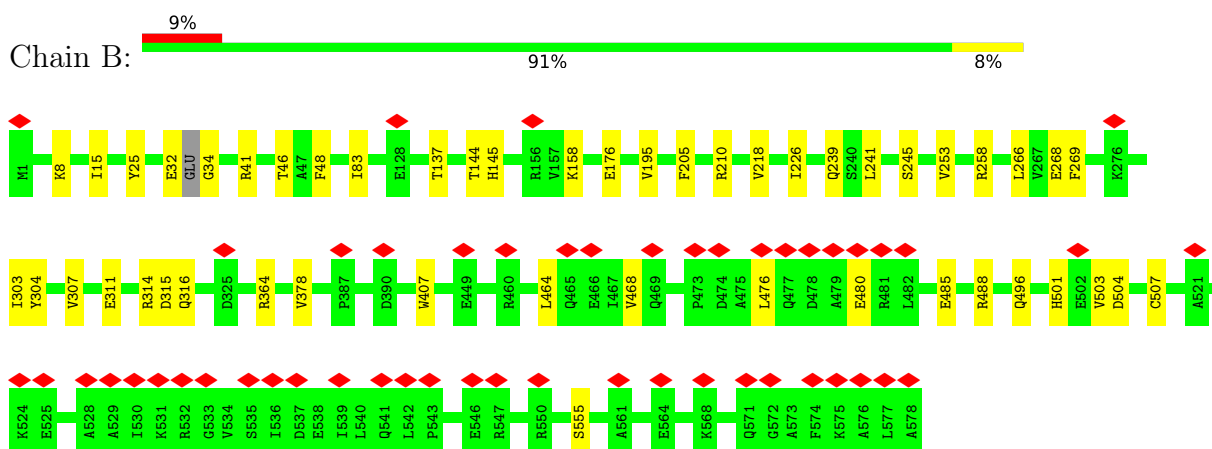 9%
Chain B:
91% 8%
M1 K8 I15 Y25 E32 GLU G34 R41 T46 A47 F48 I83 E128 T137 T144 H145 R156 V157 K158 E176 V195 F205 R210 V218 I226 Q239 S240 L241 S245 V253 R258 L266 V267 E268 F269 K276
I303 Y304 V307 E311 R314 D315 Q316 D325 R364 V378 P387 D390 W407 E449 R460 L464 Q465 E466 I467 V468 Q469 P473 D474 A475 L476 Q477 D478 A479 E480 R481 L482 E485 R488 Q496 H501 E502 V503 D504 C507 A521
K524 E525 A528 A529 I530 K531 R532 G533 V534 S535 I536 D537 E538 I539 L540 Q541 L542 P543 E546 R547 R550 S555 A561 E564 K568 Q571 G572 A573 F574 K575 A576 L577 A578